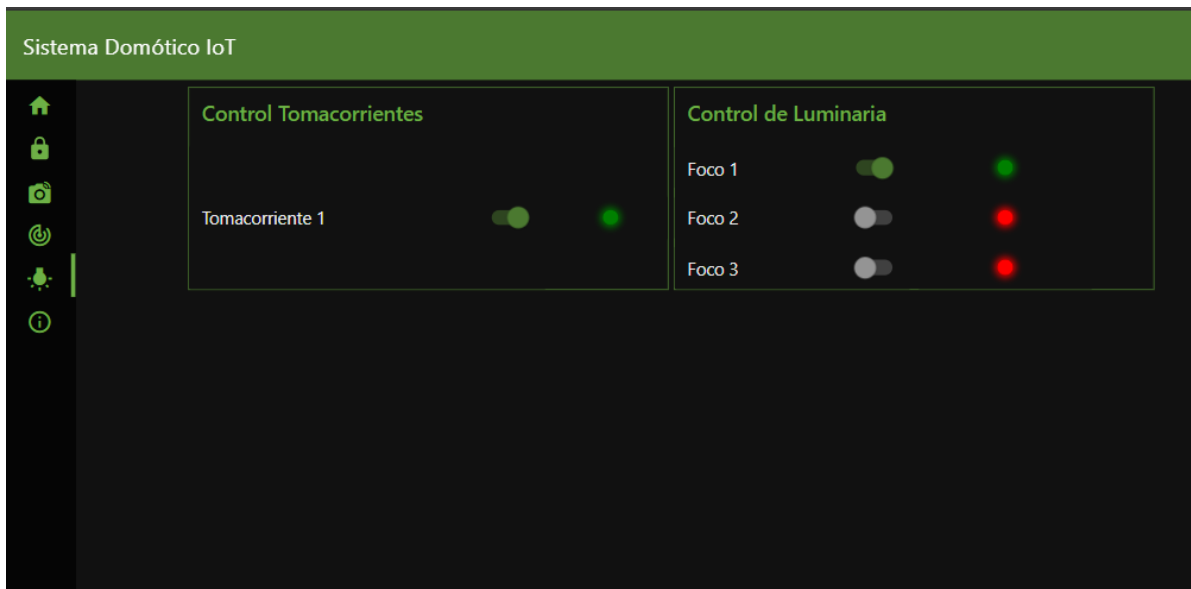 Sistema Domótico IoT
Control Tomacorrientes
Tomacorriente 1
Control de Luminaria
Foco 1
Foco 2
Foco 3